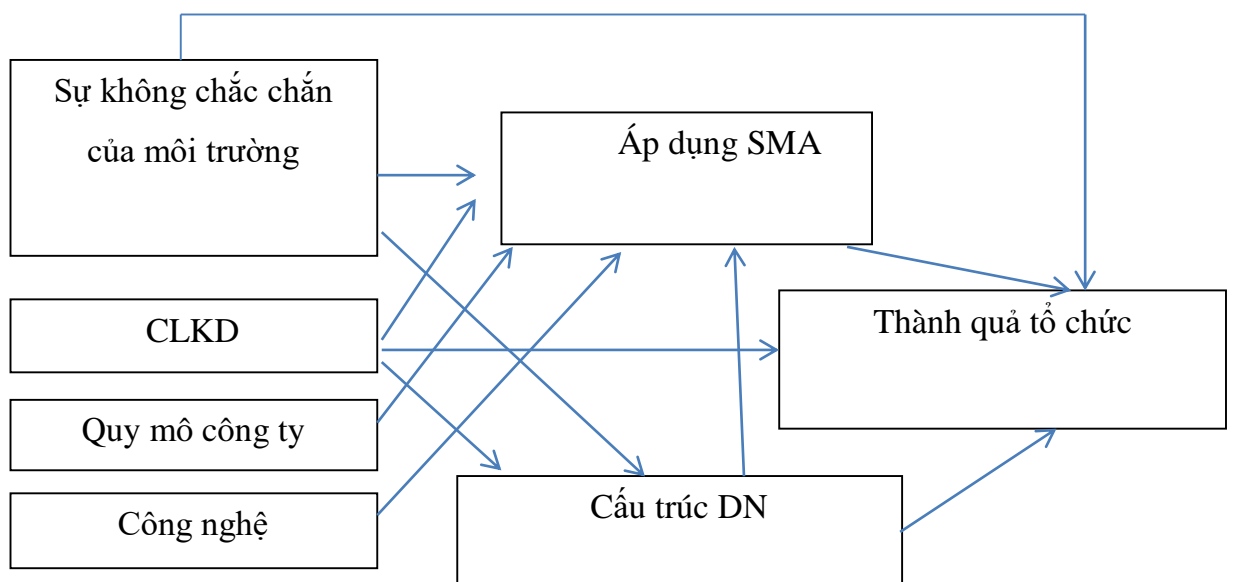 Sự không chắc chắn
của môi trường
Áp dụng SMA
CLKD
Thành quả tổ chức
Quy mô công ty
Công nghệ
Cấu trúc DN